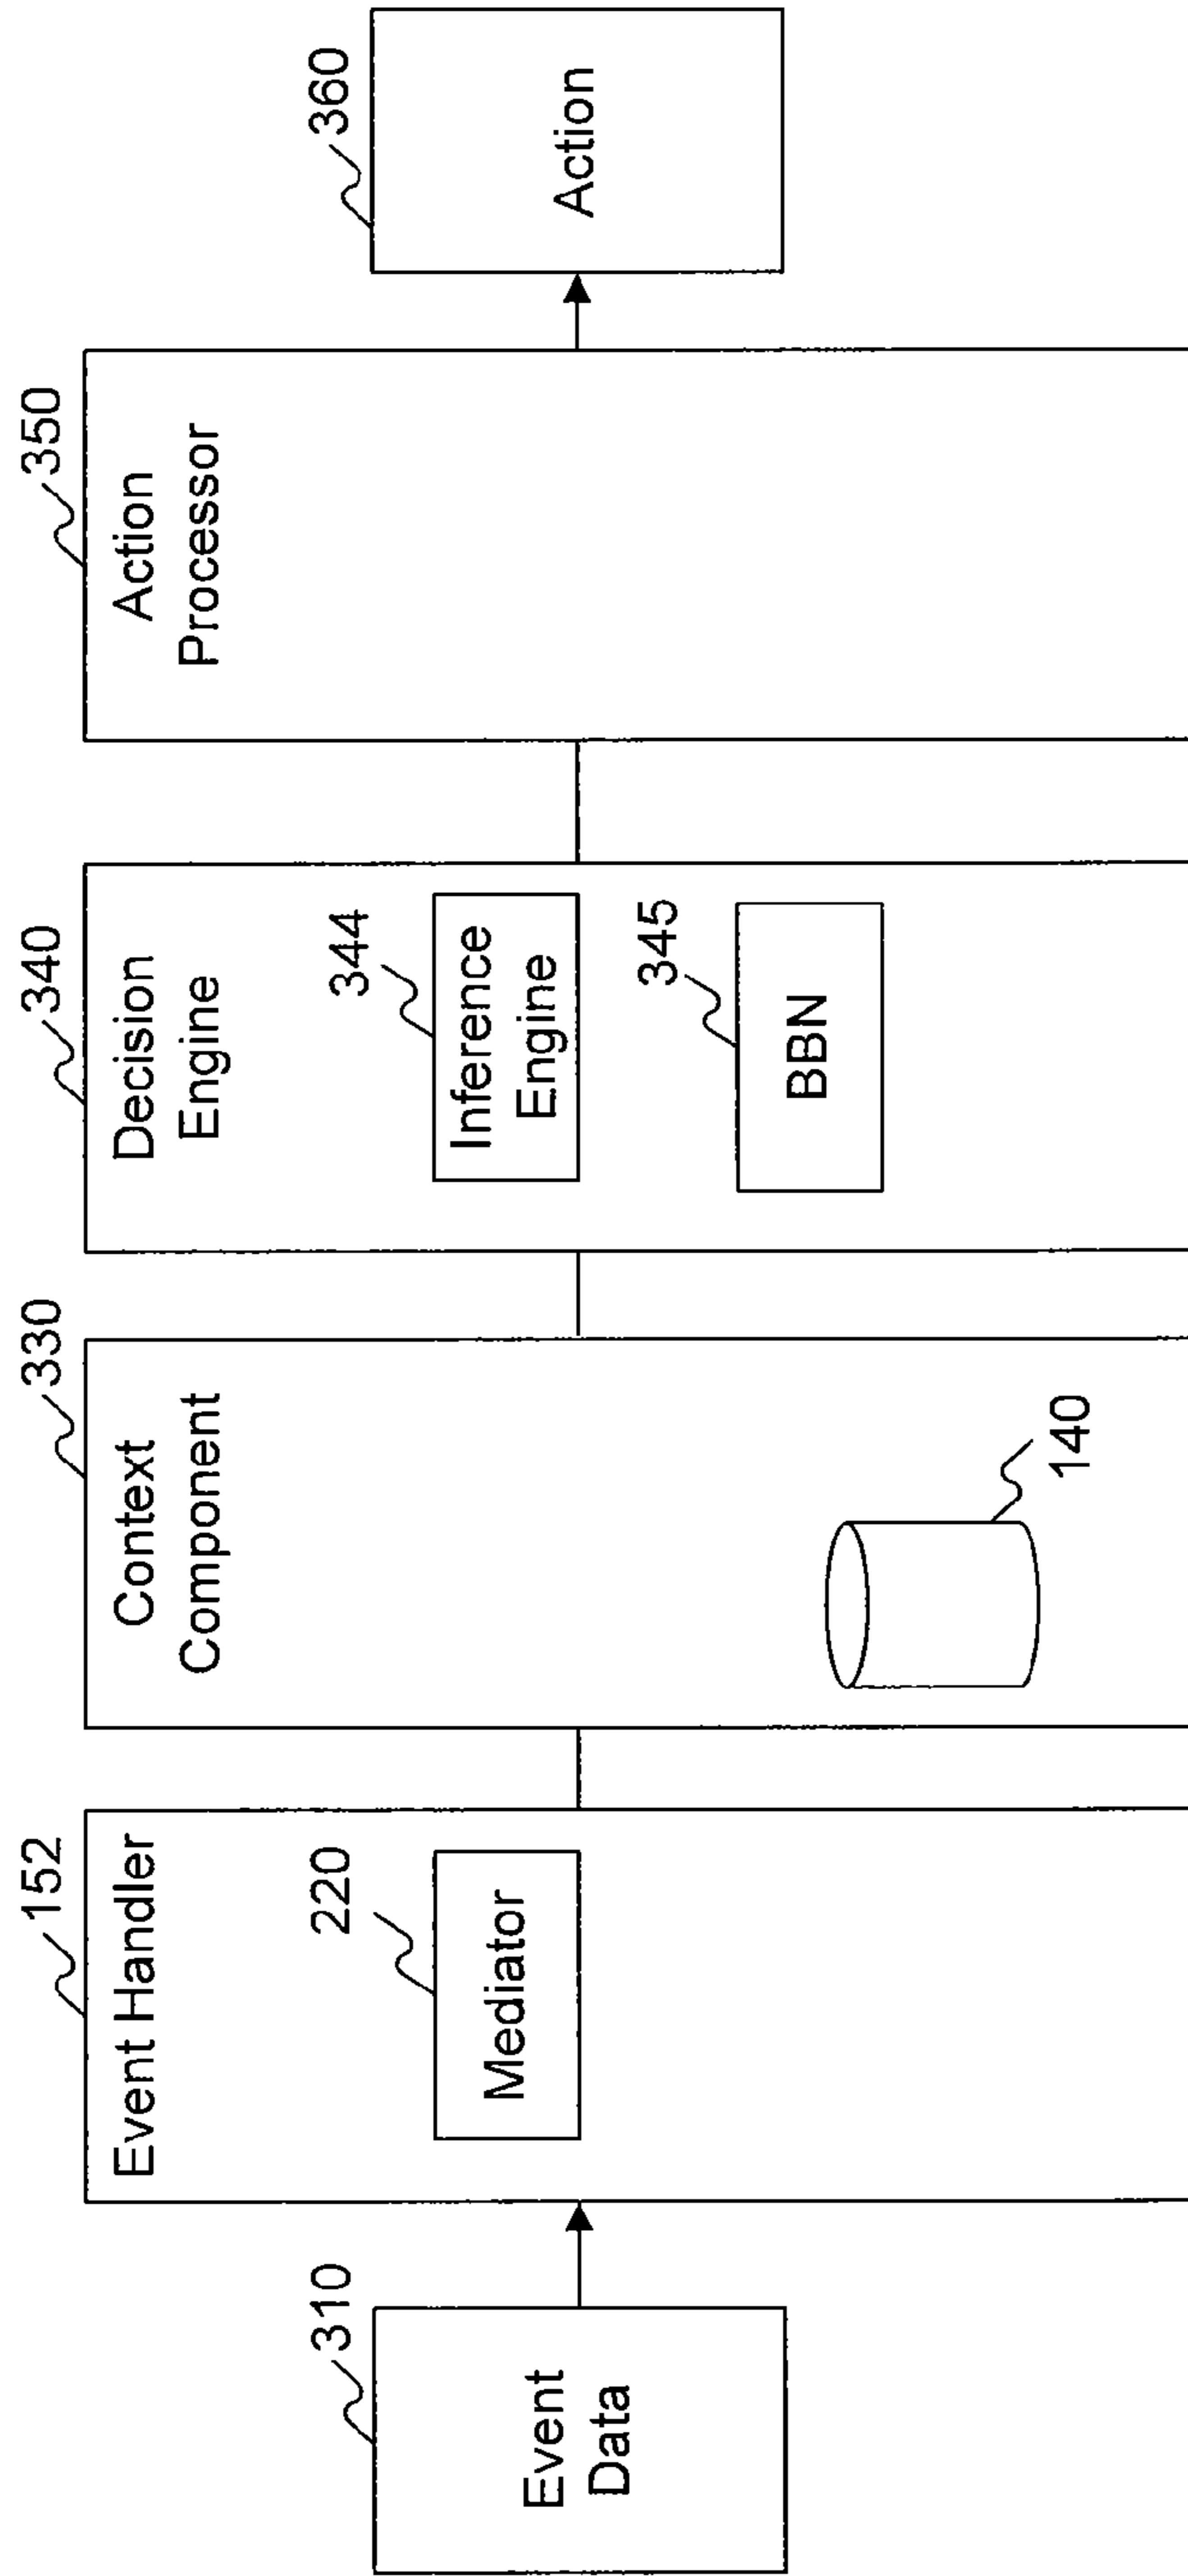 310
Event
Data
152
Event Handler
220
Mediator
330
Context
Component
140
340
Decision
Engine
344
Inference
Engine
345
BBN
350
Action
Processor
360
Action